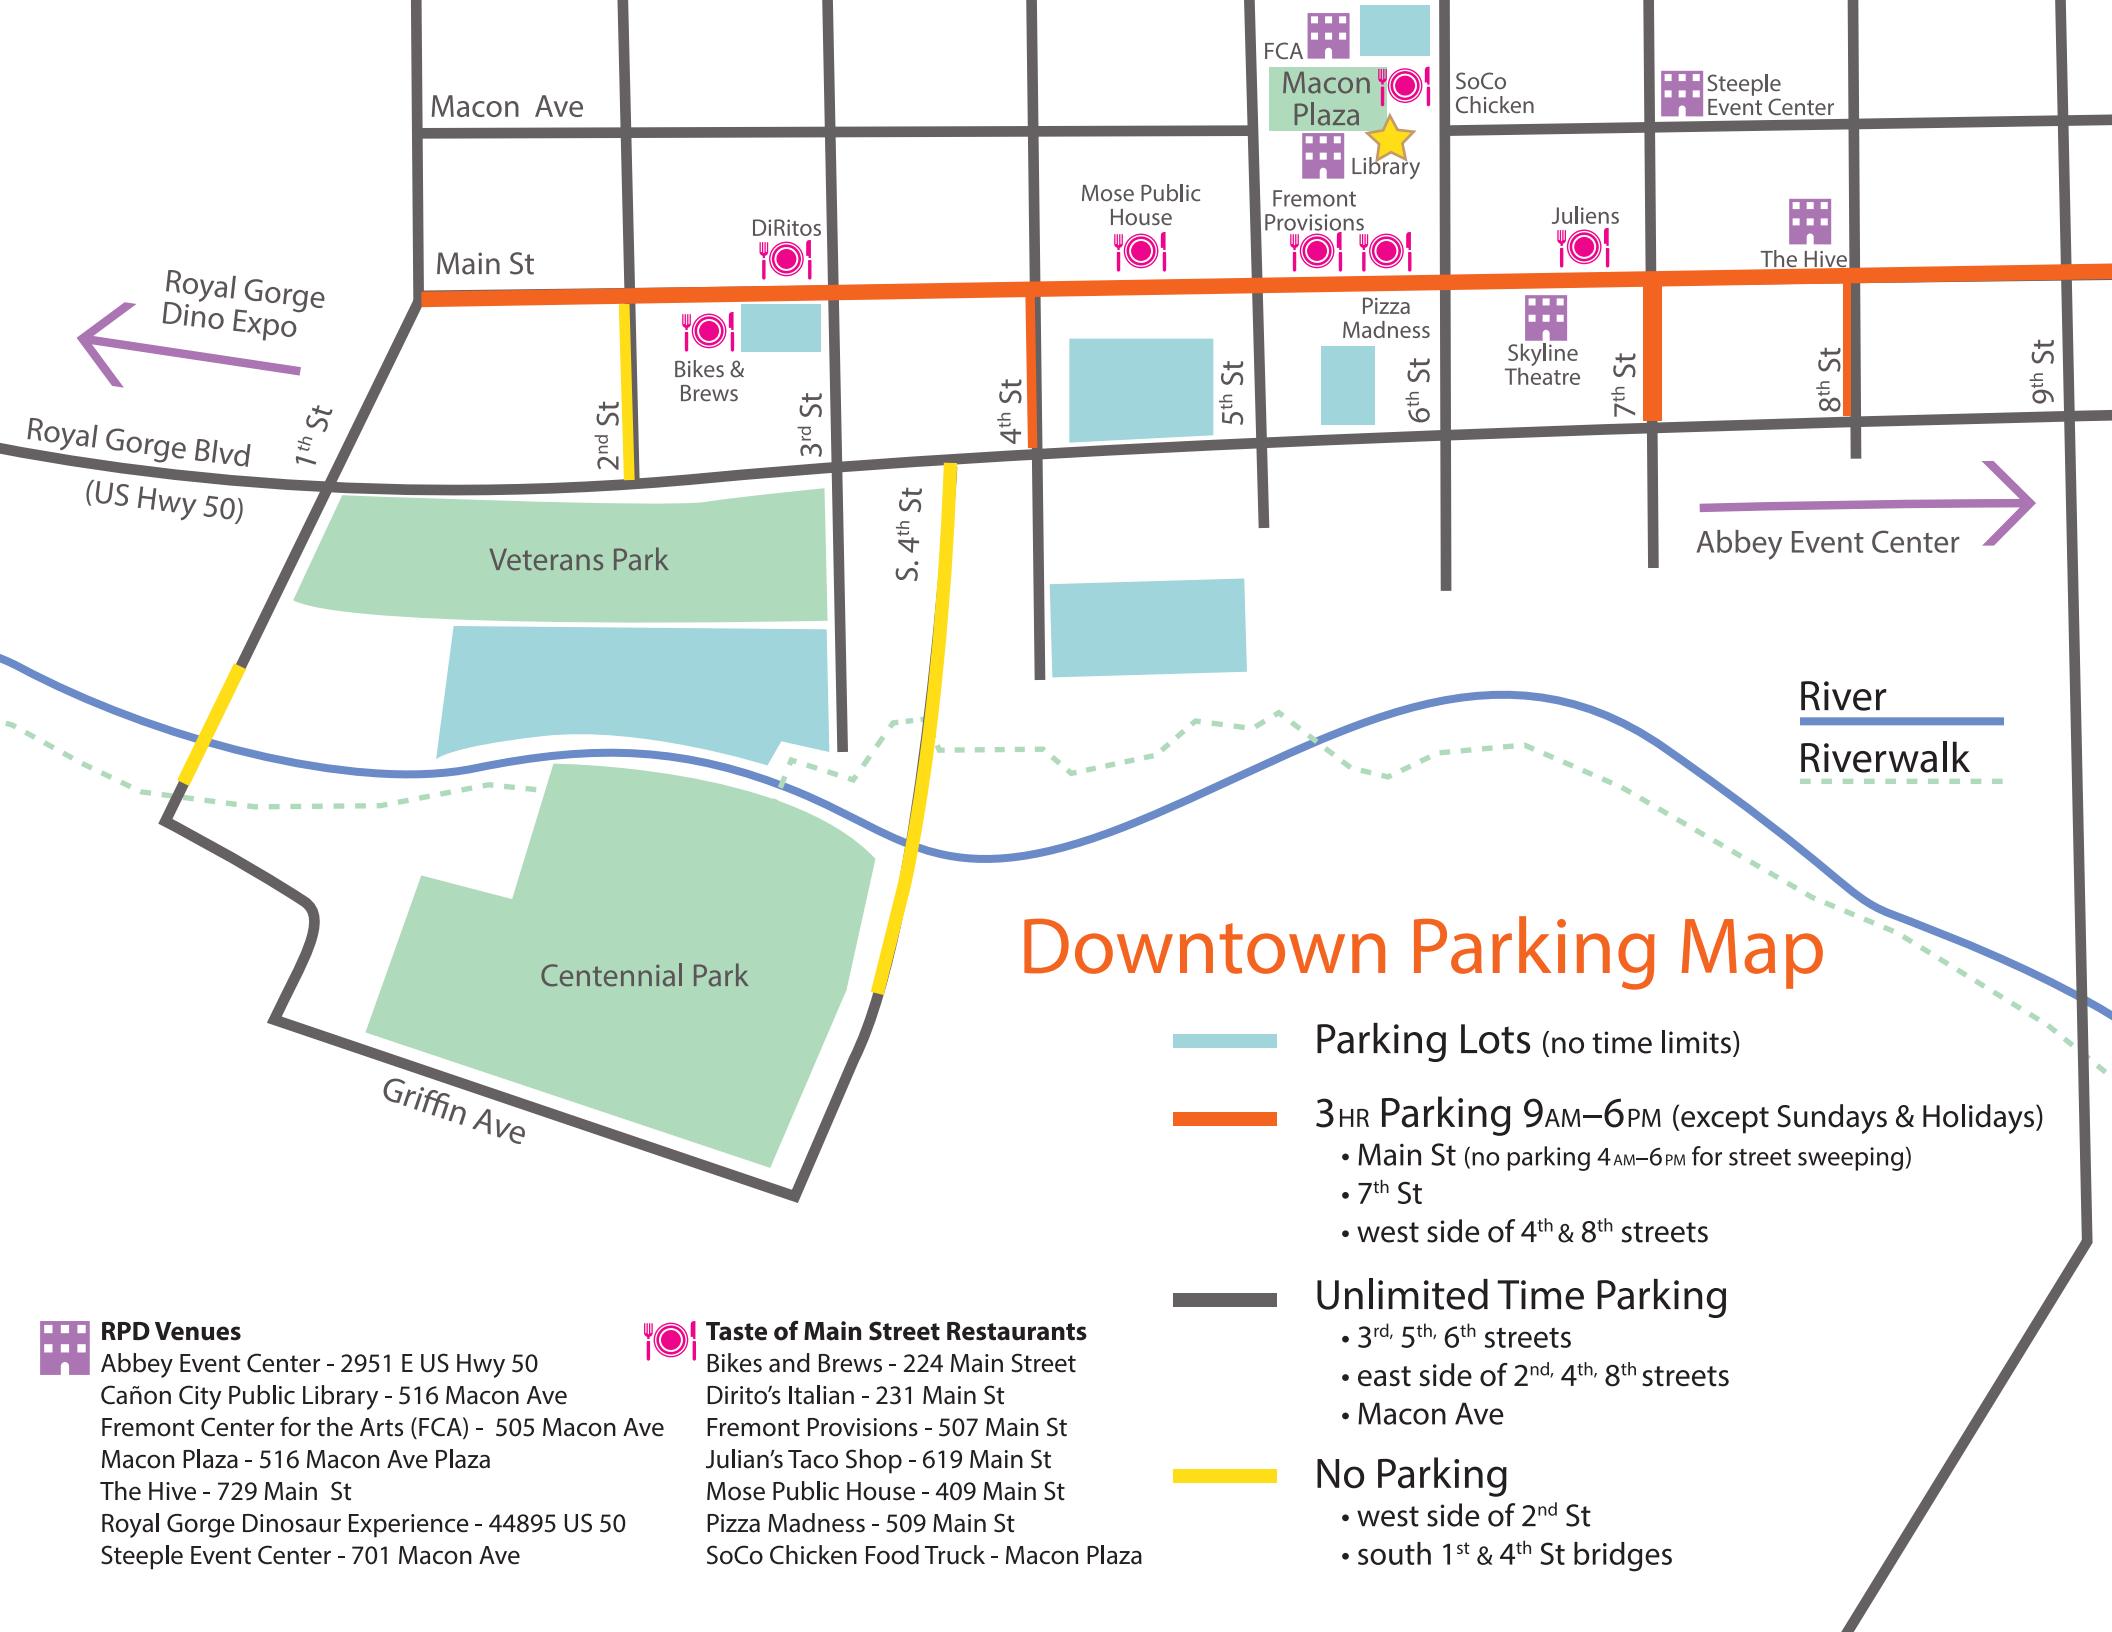 FCA
Macon
Plaza
SoCo
Chicken
Steeple
Event Center
Macon Ave
Library
Mose Public
House
Fremont
Provisions
Juliens
DiRitos
The Hive
Main St
Royal Gorge
Dino Expo
Pizza
Madness
Skyline
Theatre
Bikes &
Brews
1th St
2nd St
3rd St
4th St
5th St
6th St
7th St
8th St
9th St
Royal Gorge Blvd
(US Hwy 50)
S. 4th St
Abbey Event Center
Veterans Park
River
Riverwalk
Centennial Park
Griffin Ave
Downtown Parking Map
Parking Lots (no time limits)
3HR Parking 9AM–6PM (except Sundays & Holidays)
• Main St (no parking 4AM–6PM for street sweeping)
• 7th St
• west side of 4th & 8th streets
Unlimited Time Parking
• 3rd, 5th, 6th streets
• east side of 2nd, 4th, 8th streets
• Macon Ave
No Parking
• west side of 2nd St
• south 1st & 4th St bridges
RPD Venues
Abbey Event Center - 2951 E US Hwy 50
Cañon City Public Library - 516 Macon Ave
Fremont Center for the Arts (FCA) - 505 Macon Ave
Macon Plaza - 516 Macon Ave Plaza
The Hive - 729 Main St
Royal Gorge Dinosaur Experience - 44895 US 50
Steeple Event Center - 701 Macon Ave
Taste of Main Street Restaurants
Bikes and Brews - 224 Main Street
Dirito's Italian - 231 Main St
Fremont Provisions - 507 Main St
Julian's Taco Shop - 619 Main St
Mose Public House - 409 Main St
Pizza Madness - 509 Main St
SoCo Chicken Food Truck - Macon Plaza